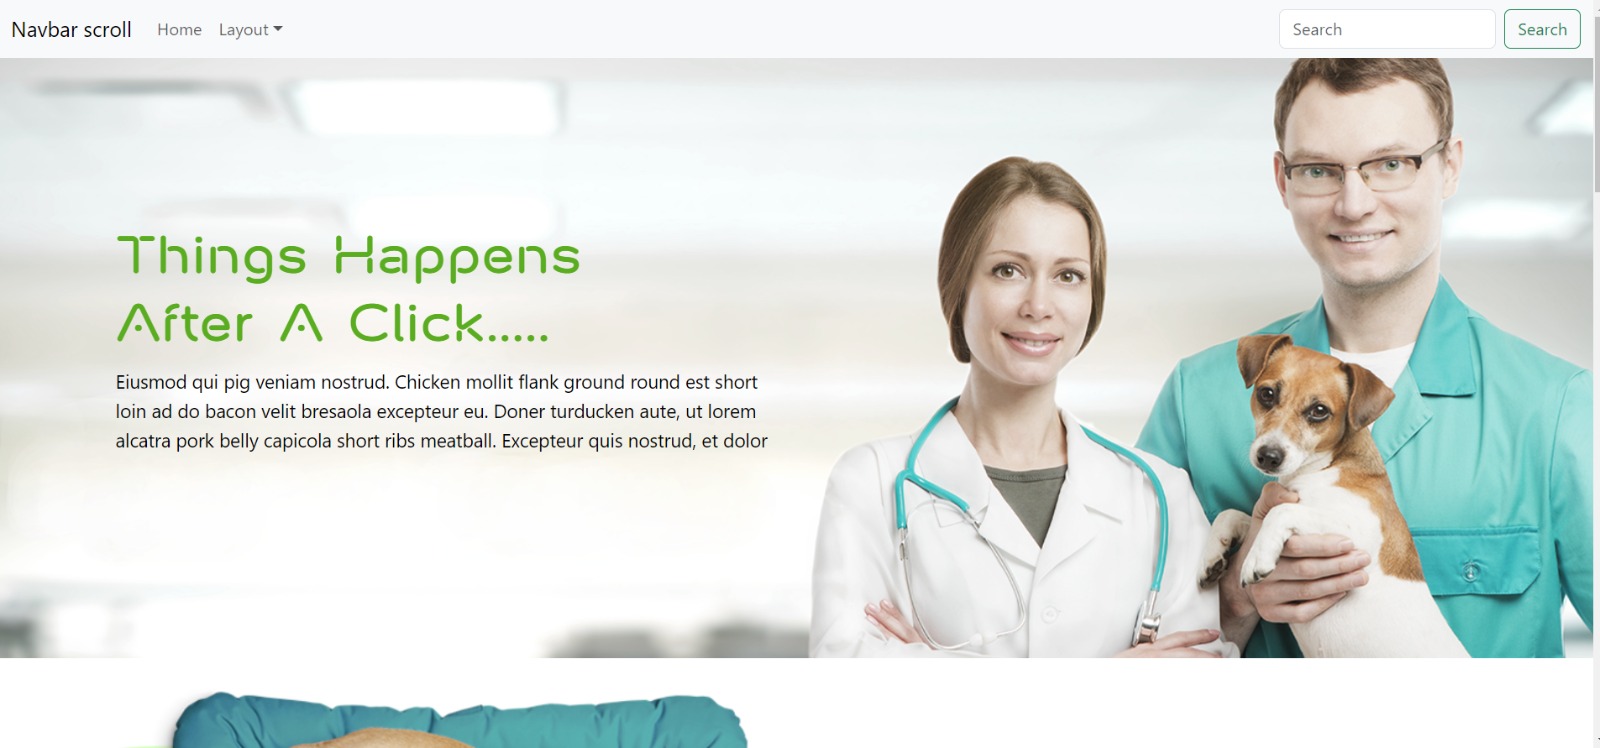 Navbar scroll Home Layout Search Search
Things Happens
After A Click.....
Eiusmod qui pig veniam nostrud. Chicken mollit flank ground round est short
loin ad do bacon velit bresaola excepteur eu. Doner turducken aute, ut lorem
alcatra pork belly capicola short ribs meatball. Excepteur quis nostrud, et dolor